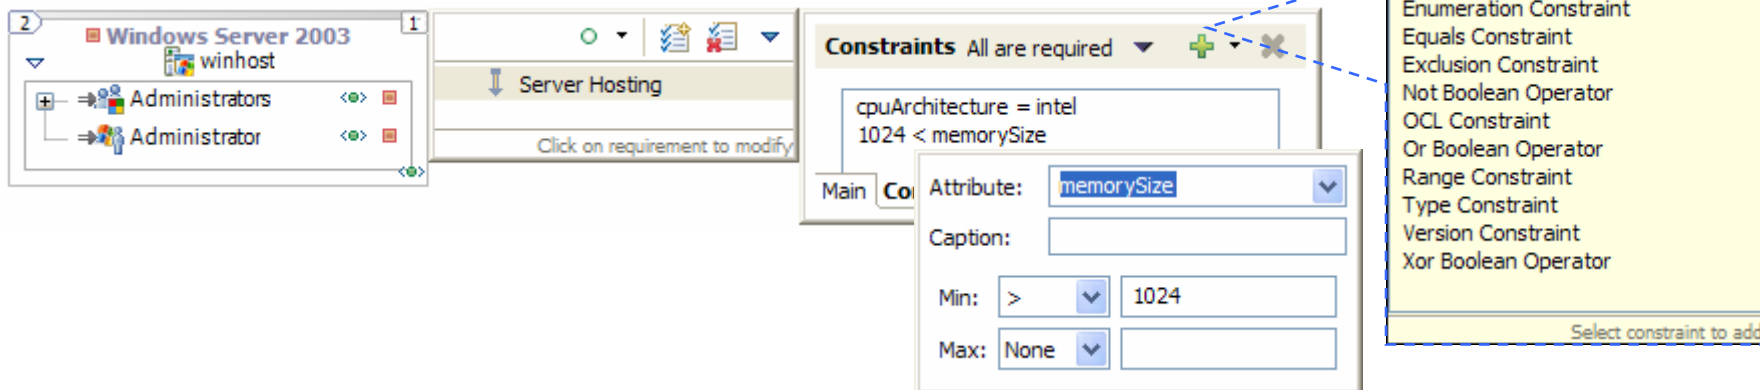 2
1
Windows Server 2003
winhost
Administrators
Administrator
Server Hosting
Click on requirement to modify
Constraints All are required
cpuArchitecture = intel
1024 < memorySize
Main Co
Attribute: memorySize
Caption:
Min: > 1024
Max: None
Enumeration Constraint
Equals Constraint
Exclusion Constraint
Not Boolean Operator
OCL Constraint
Or Boolean Operator
Range Constraint
Type Constraint
Version Constraint
Xor Boolean Operator
Select constraint to add